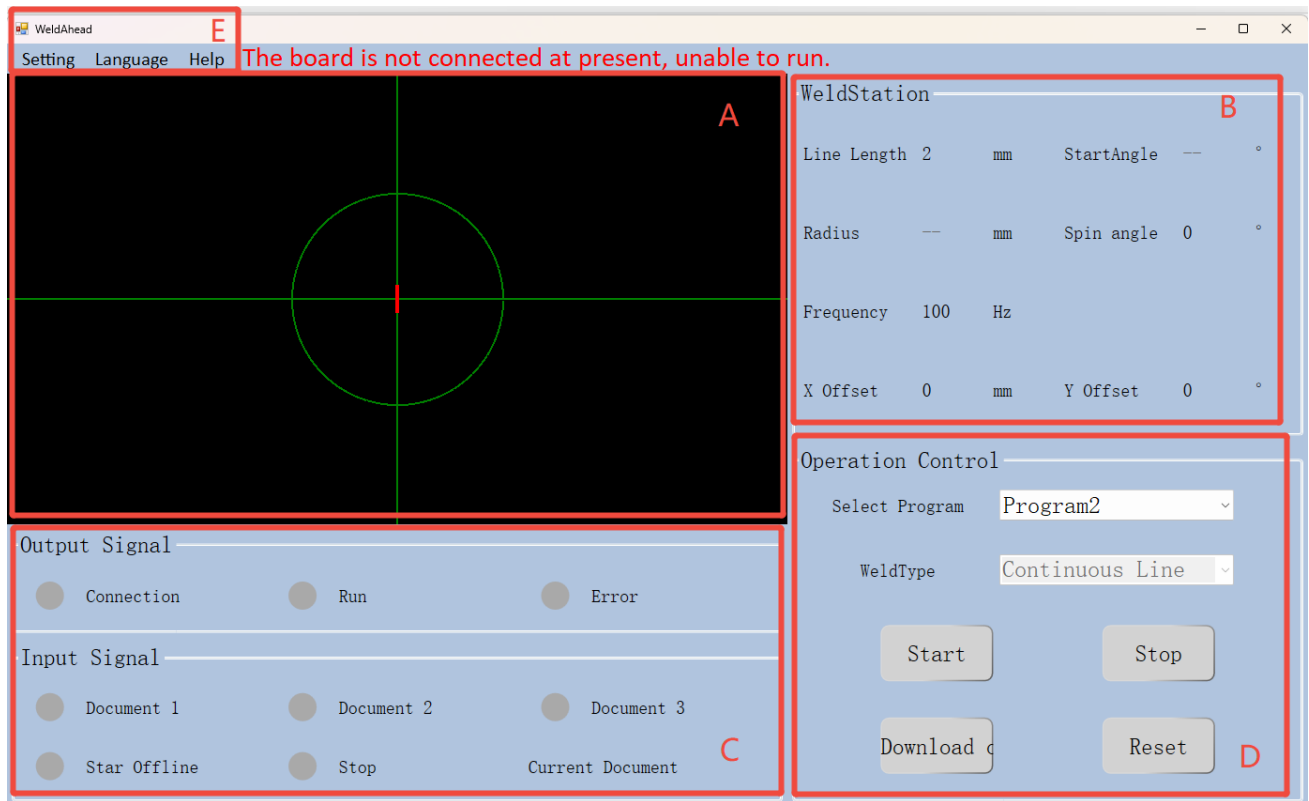 WeldAhead
E
Setting Language Help
The board is not connected at present, unable to run.
A
WeldStation
B
Line Length 2 mm StartAngle -- °
Radius -- mm Spin angle 0 °
Frequency 100 Hz
X Offset 0 mm Y Offset 0 °
Operation Control
Select Program Program2
WeldType Continuous Line
Start Stop
Download Reset
D
Output Signal
Connection Run Error
Input Signal
Document 1 Document 2 Document 3
Star Offline Stop Current Document
C